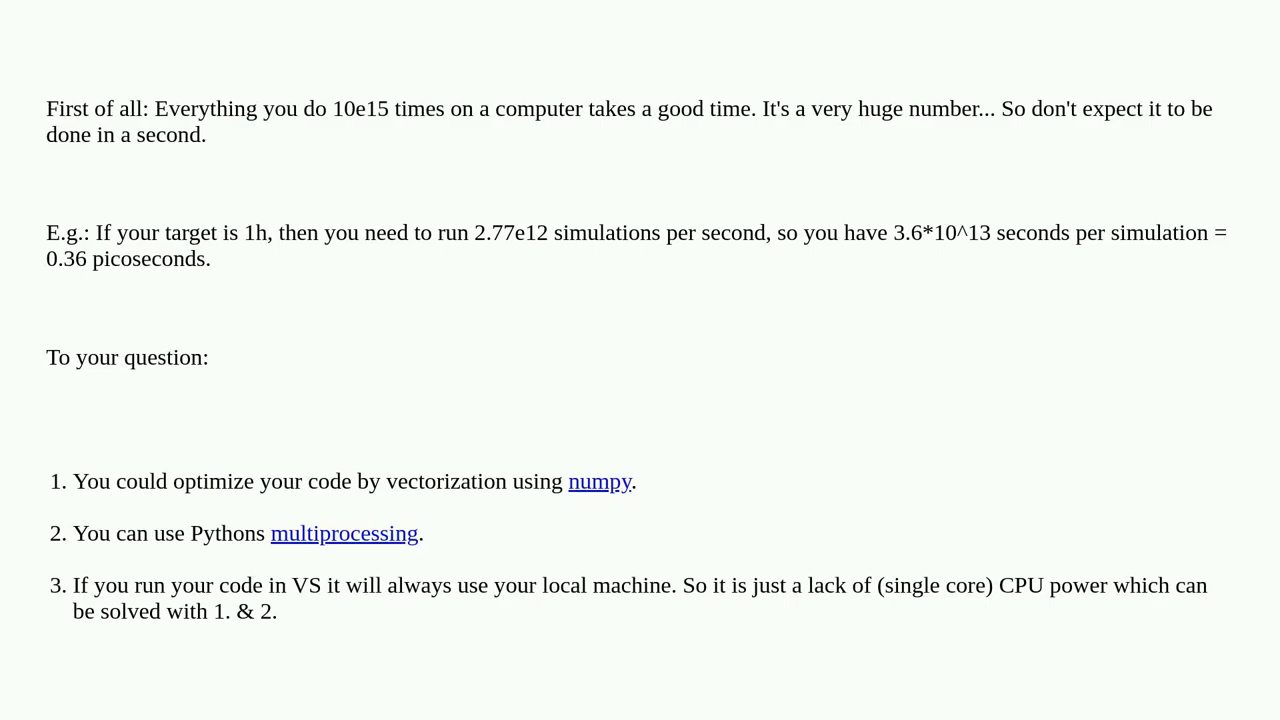 First of all: Everything you do 10e15 times on a computer takes a good time. It's a very huge number... So don't expect it to be
done in a second.
E.g.: If your target is 1h, then you need to run 2.77e12 simulations per second, so you have 3.6*10^13 seconds per simulation =
0.36 picoseconds.
To your question:
1. You could optimize your code by vectorization using numpy.
2. You can use Pythons multiprocessing.
3. If you run your code in VS it will always use your local machine. So it is just a lack of (single core) CPU power which can
be solved with 1. & 2.